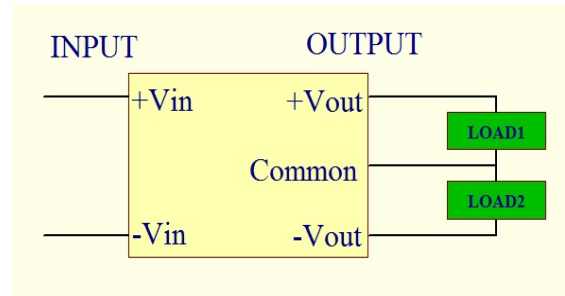 INPUT OUTPUT
+Vin +Vout
LOAD1
Common
LOAD2
-Vin -Vout